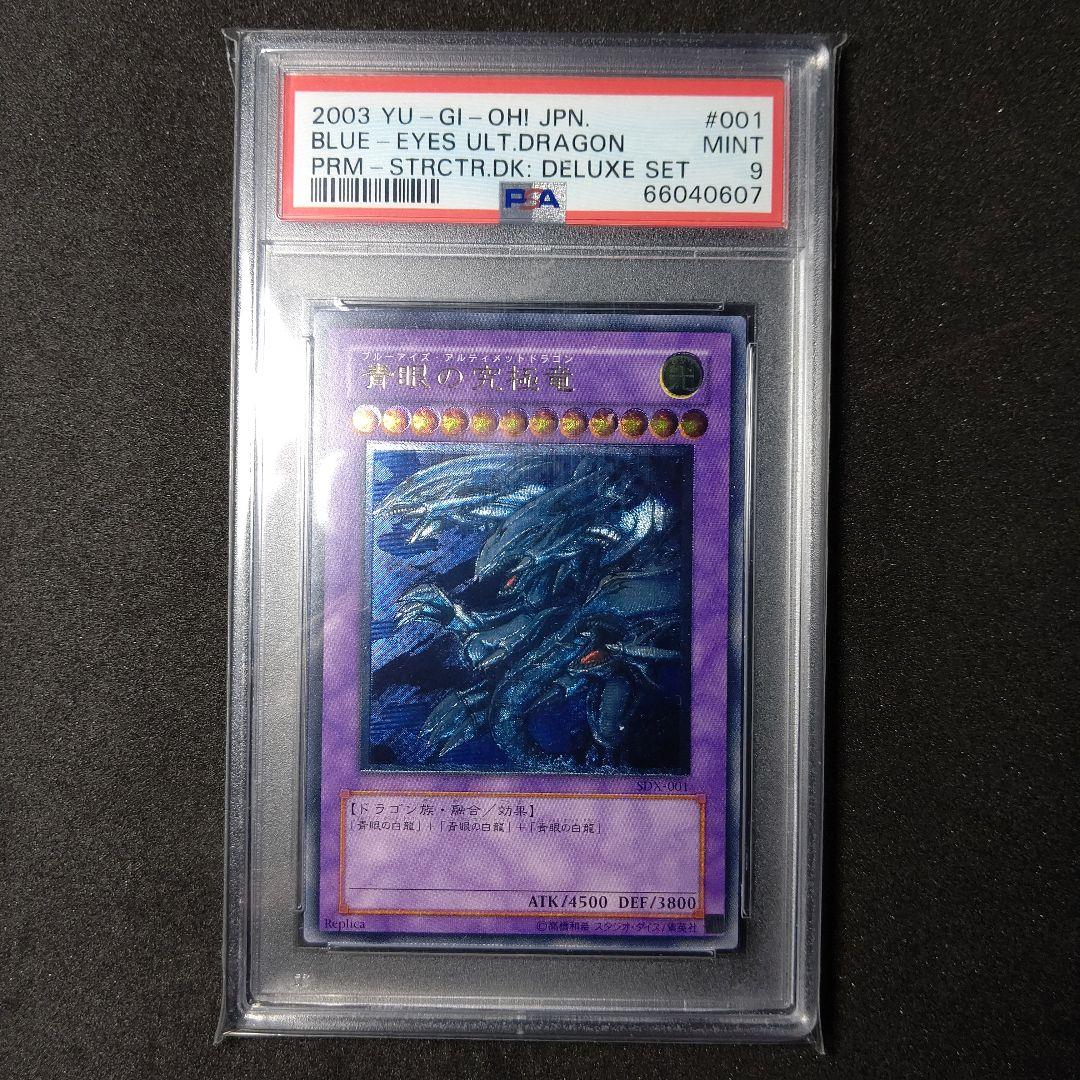 2003 YU-GI-OH! JPN. #001
BLUE-EYES ULT.DRAGON MINT
PRM-STRCTR.DK: DELUXE SET 9
PSA 66040607
ブルーアイズ・アルティメットドラゴン
青眼の究極竜
SDX-001
【ドラゴン族・融合／効果】
「青眼の白龍」＋「青眼の白龍」＋「青眼の白龍」
ATK/4500 DEF/3800
Replica ©高橋和希 スタジオ・ダイス/集英社